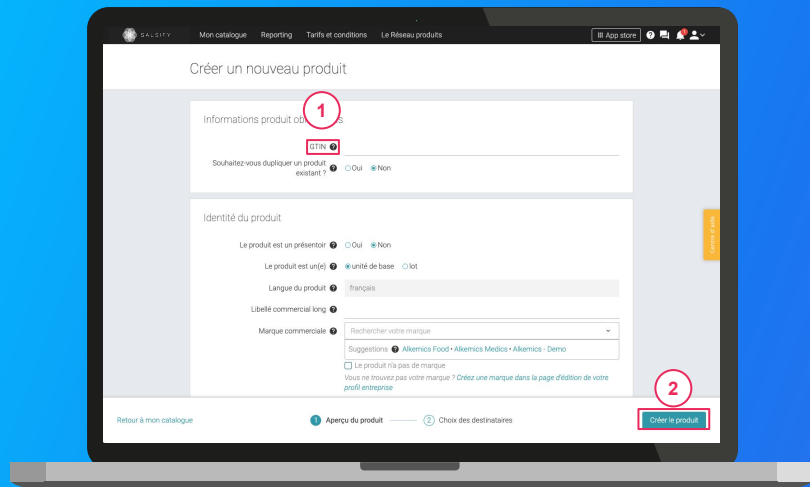 SALSIFY
Mon catalogue Reporting Tarifs et conditions Le Réseau produits
App store
Créer un nouveau produit
1
Informations produit ob s
GTIN
Souhaitez-vous dupliquer un produit
existant ?
Oui Non
Identité du produit
Le produit est un présentoir
Oui Non
Le produit est un(e)
unité de base lot
Langue du produit
français
Libellé commercial long
Marque commerciale
Rechercher votre marque
Suggestions Alkemics Food • Alkemics Medics • Alkemics - Demo
Le produit n'a pas de marque
Vous ne trouvez pas votre marque ? Créez une marque dans la page d'édition de votre
profil entreprise
Centre d'aide
2
Retour à mon catalogue
1 Aperçu du produit
2 Choix des destinataires
Créer le produit